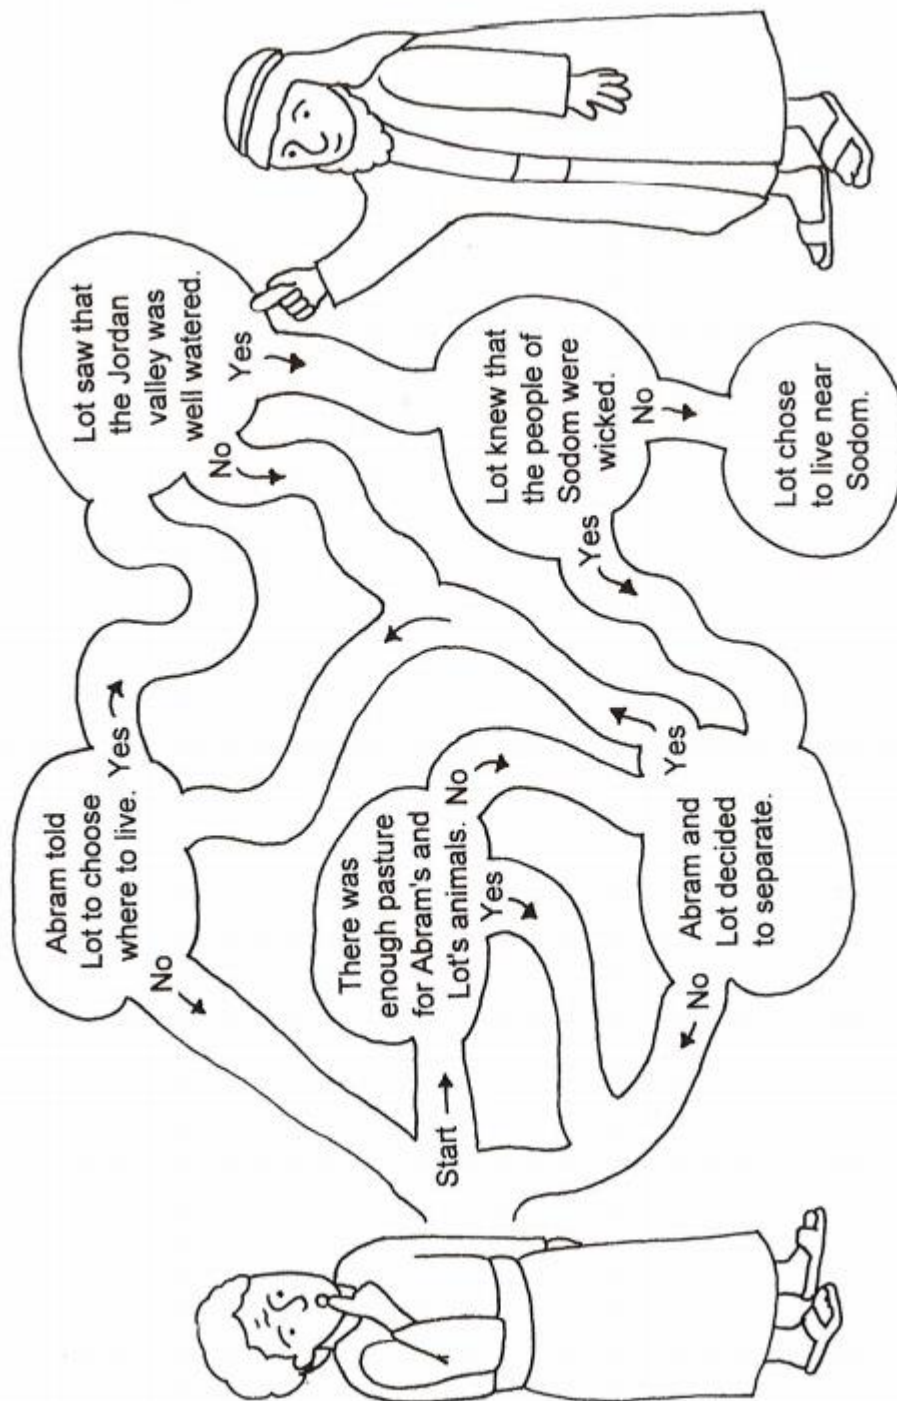 Start
There was
enough pasture
for Abram's and
Lot's animals.
Yes
No
Abram and
Lot decided
to separate.
No
Yes
Abram told
Lot to choose
where to live.
No
Yes
Lot saw that
the Jordan
valley was
well watered.
No
Yes
Lot knew that
the people of
Sodom were
wicked.
Yes
No
Lot chose
to live near
Sodom.